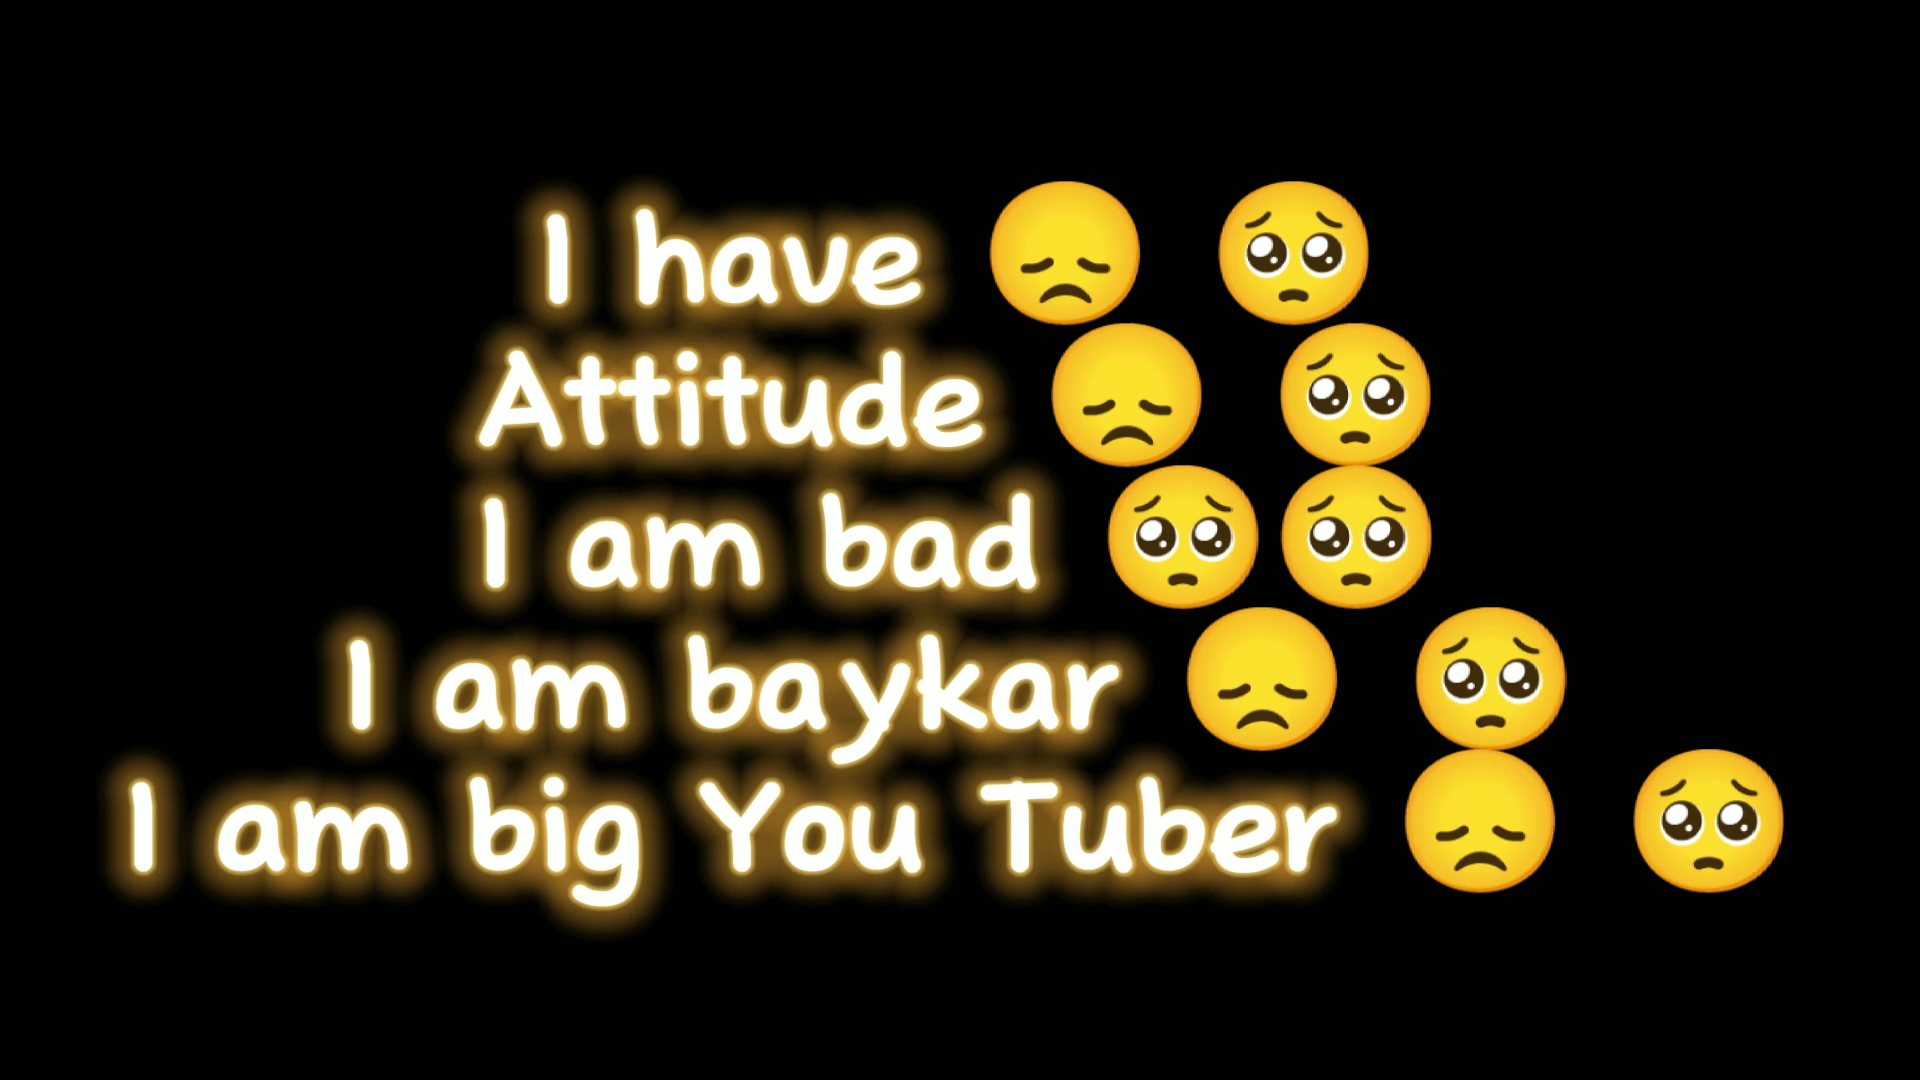 I have 😞 🥺
Attitude 😞 🥺
I am bad 🥺🥺
I am baykar 😞 🥺
I am big You Tuber 😞 🥺